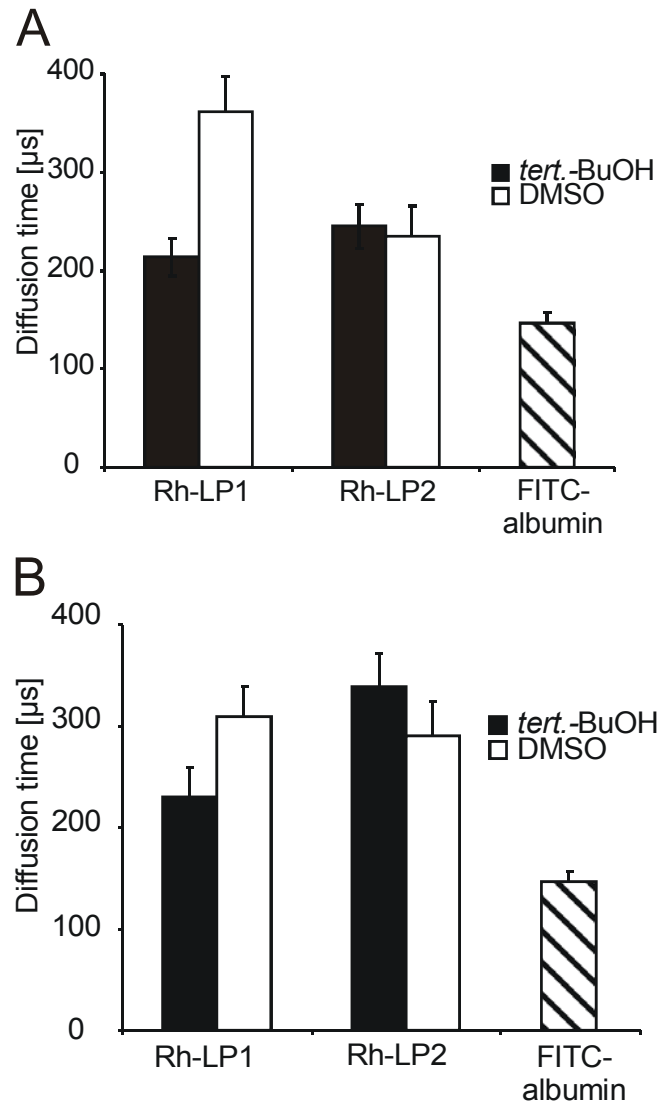 A
Diffusion time [µs]
400
300
200
100
0
tert.-BuOH
DMSO
Rh-LP1
Rh-LP2
FITC-
albumin
B
Diffusion time [µs]
400
300
200
100
0
tert.-BuOH
DMSO
Rh-LP1
Rh-LP2
FITC-
albumin